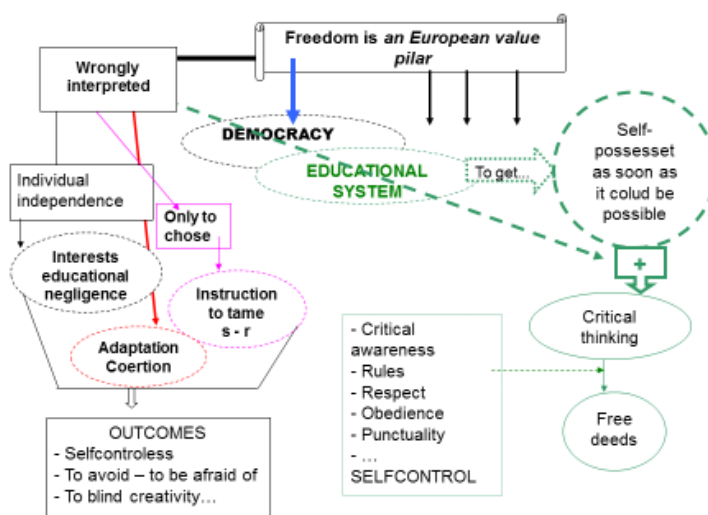 Freedom is an European value
pilar
Wrongly
interpreted
DEMOCRACY
EDUCATIONAL
SYSTEM
To get...
Self-
possesset
as soon as
it colud be
possible
Individual
independence
Only to
chose
+
Interests
educational
negligence
Instruction
to tame
s - r
Adaptation
Coertion
Critical
thinking
- Critical
awareness
- Rules
- Respect
- Obedience
- Punctuality
- ...
SELFCONTROL
Free
deeds
OUTCOMES
- Selfcontroless
- To avoid – to be afraid of
- To blind creativity...